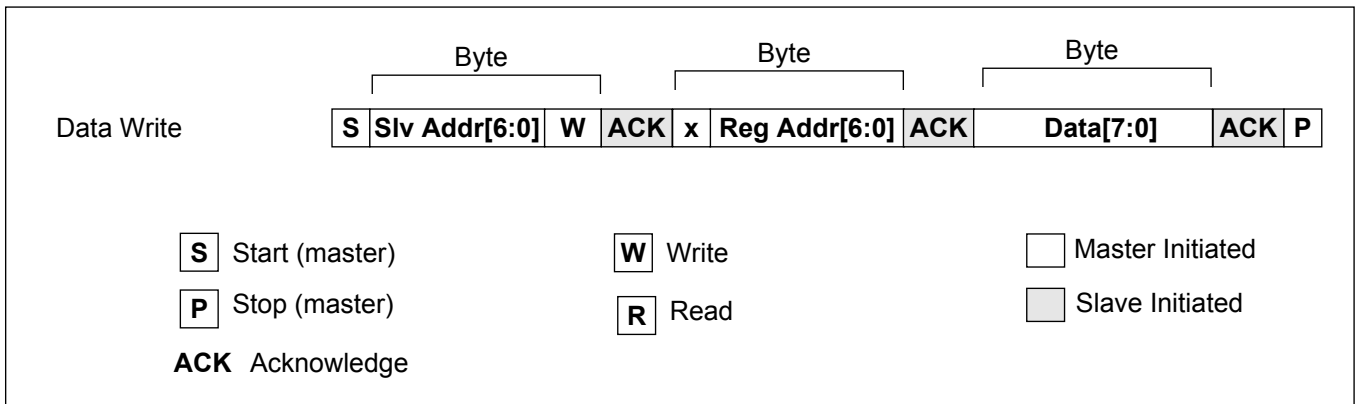 Byte Byte Byte
Data Write S Slv Addr[6:0] W ACK x Reg Addr[6:0] ACK Data[7:0] ACK P
S Start (master) W Write Master Initiated
P Stop (master) R Read Slave Initiated
ACK Acknowledge